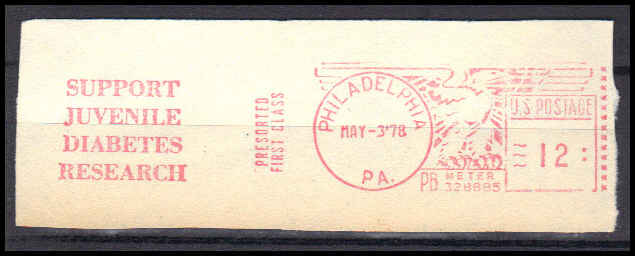 SUPPORT
JUVENILE
DIABETES
RESEARCH
PRESORTED
FIRST CLASS
PHILADELPHIA
MAY-3'78
PA.
U.S. POSTAGE
12
PB METER
328885